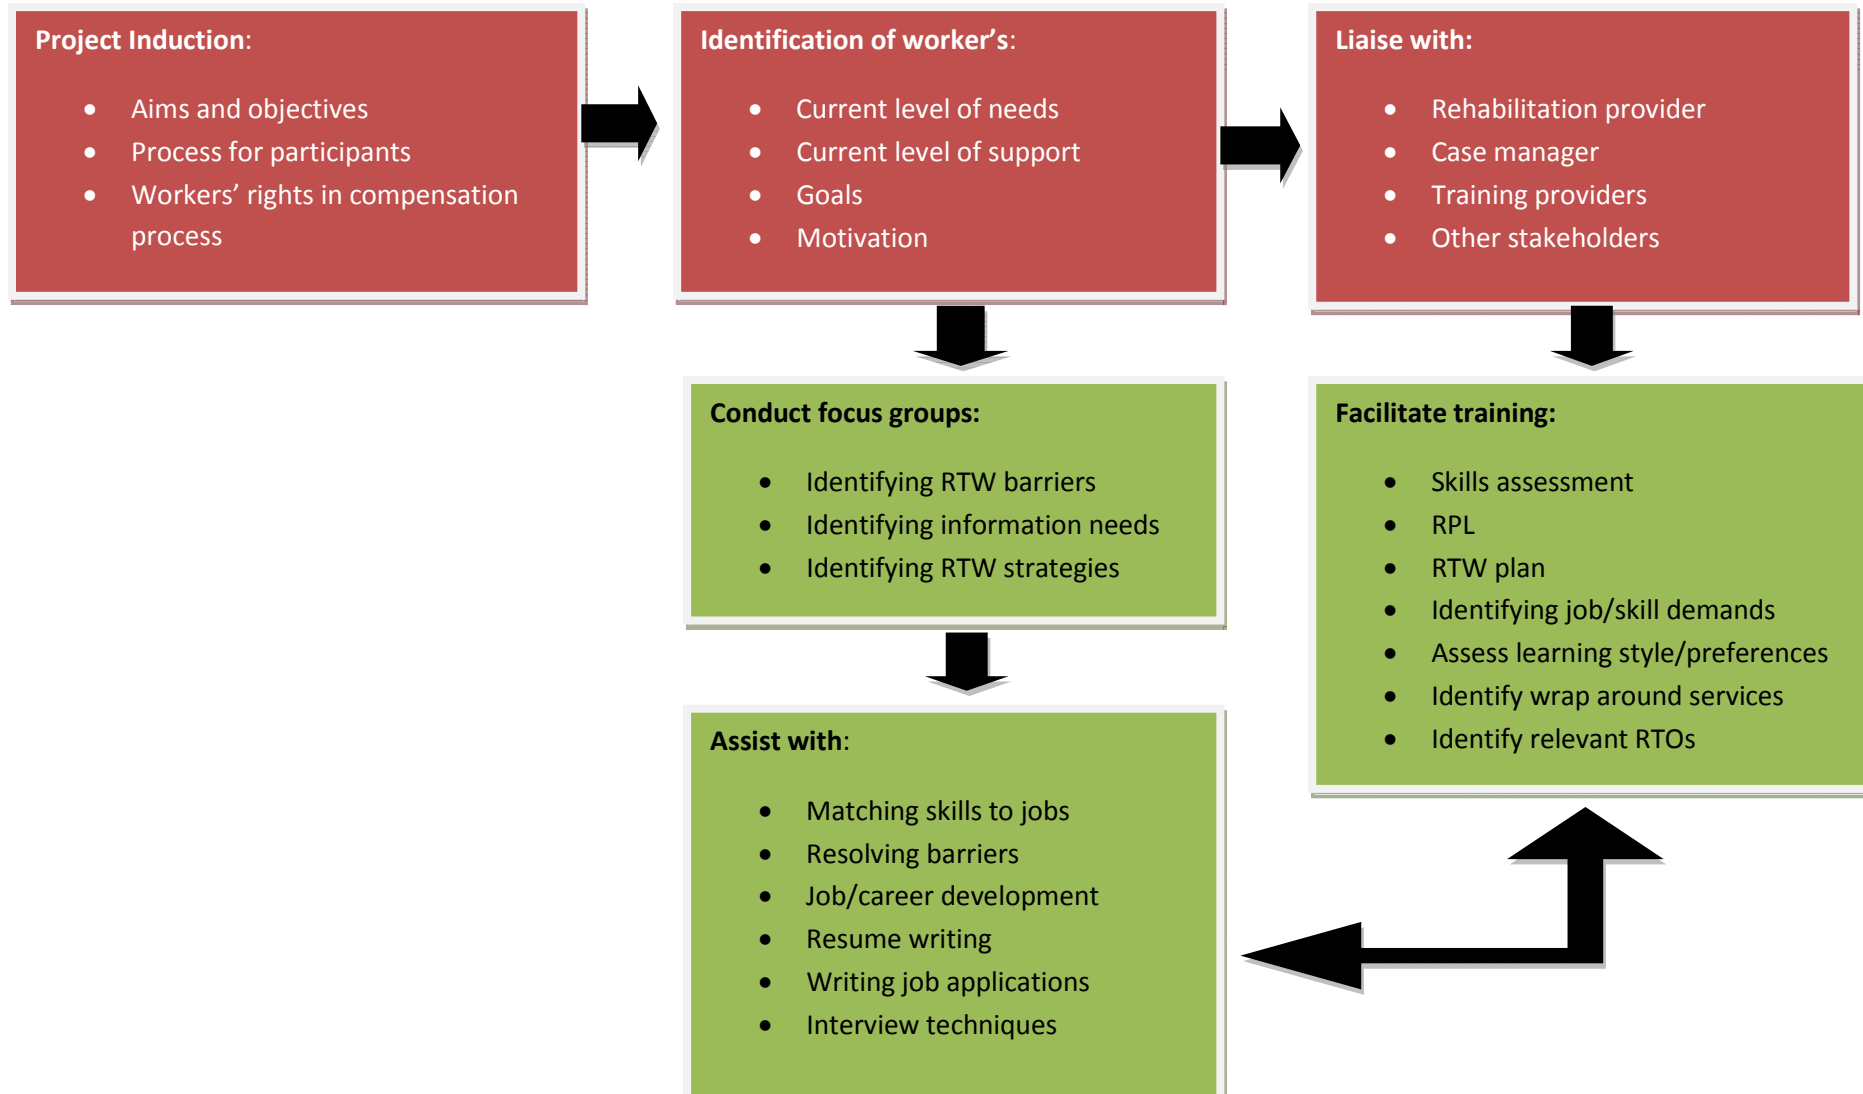 Project Induction:
• Aims and objectives
• Process for participants
• Workers’ rights in compensation
process
Identification of worker’s:
• Current level of needs
• Current level of support
• Goals
• Motivation
Liaise with:
• Rehabilitation provider
• Case manager
• Training providers
• Other stakeholders
Conduct focus groups:
• Identifying RTW barriers
• Identifying information needs
• Identifying RTW strategies
Facilitate training:
• Skills assessment
• RPL
• RTW plan
• Identifying job/skill demands
• Assess learning style/preferences
• Identify wrap around services
• Identify relevant RTOs
Assist with:
• Matching skills to jobs
• Resolving barriers
• Job/career development
• Resume writing
• Writing job applications
• Interview techniques